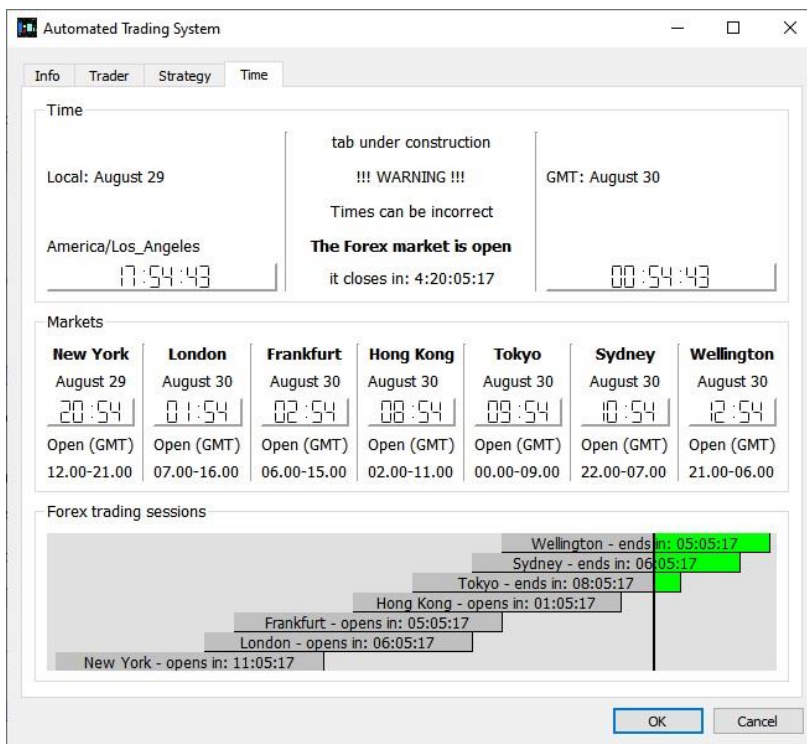 Automated Trading System
Info Trader Strategy Time
Time
tab under construction
Local: August 29 !!! WARNING !!! GMT: August 30
Times can be incorrect
America/Los_Angeles The Forex market is open
17:54:43 it closes in: 4:20:05:17 00:54:43
Markets
New York London Frankfurt Hong Kong Tokyo Sydney Wellington
August 29 August 30 August 30 August 30 August 30 August 30 August 30
20:54 01:54 02:54 08:54 09:54 10:54 12:54
Open (GMT) Open (GMT) Open (GMT) Open (GMT) Open (GMT) Open (GMT) Open (GMT)
12.00-21.00 07.00-16.00 06.00-15.00 02.00-11.00 00.00-09.00 22.00-07.00 21.00-06.00
Forex trading sessions
Wellington - ends in: 05:05:17
Sydney - ends in: 06:05:17
Tokyo - ends in: 08:05:17
Hong Kong - opens in: 01:05:17
Frankfurt - opens in: 05:05:17
London - opens in: 06:05:17
New York - opens in: 11:05:17
OK Cancel